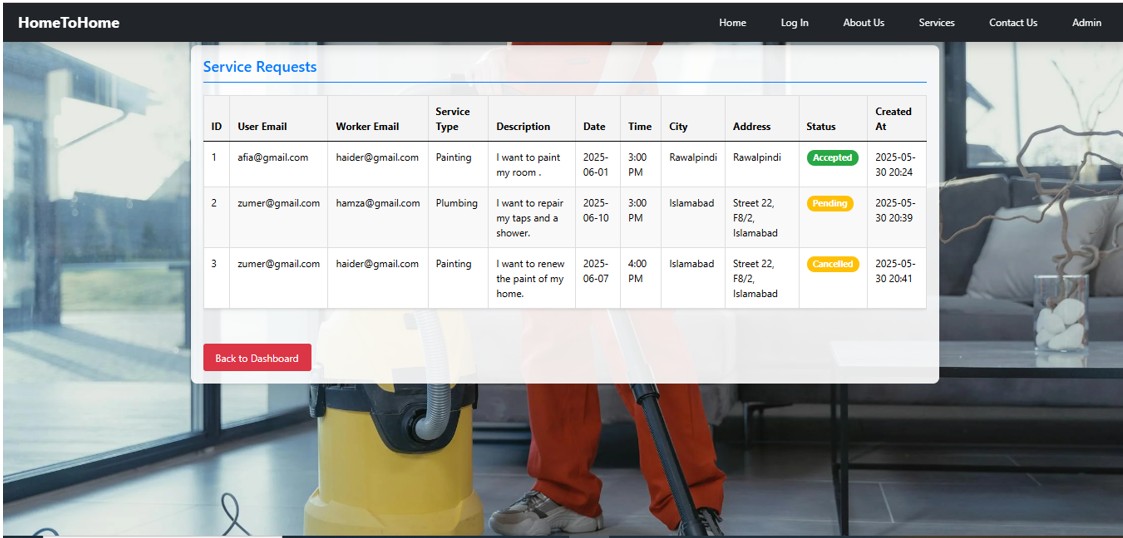 HomeToHome Home Log In About Us Services Contact Us Admin
Service Requests
ID User Email Worker Email Service Type Description Date Time City Address Status Created At
1 afia@gmail.com haider@gmail.com Painting I want to paint my room . 2025-06-01 3:00 PM Rawalpindi Rawalpindi Accepted 2025-05-30 20:24
2 zumer@gmail.com hamza@gmail.com Plumbing I want to repair my taps and a shower. 2025-06-10 3:00 PM Islamabad Street 22, F8/2, Islamabad Pending 2025-05-30 20:39
3 zumer@gmail.com haider@gmail.com Painting I want to renew the paint of my home. 2025-06-07 4:00 PM Islamabad Street 22, F8/2, Islamabad Cancelled 2025-05-30 20:41
Back to Dashboard